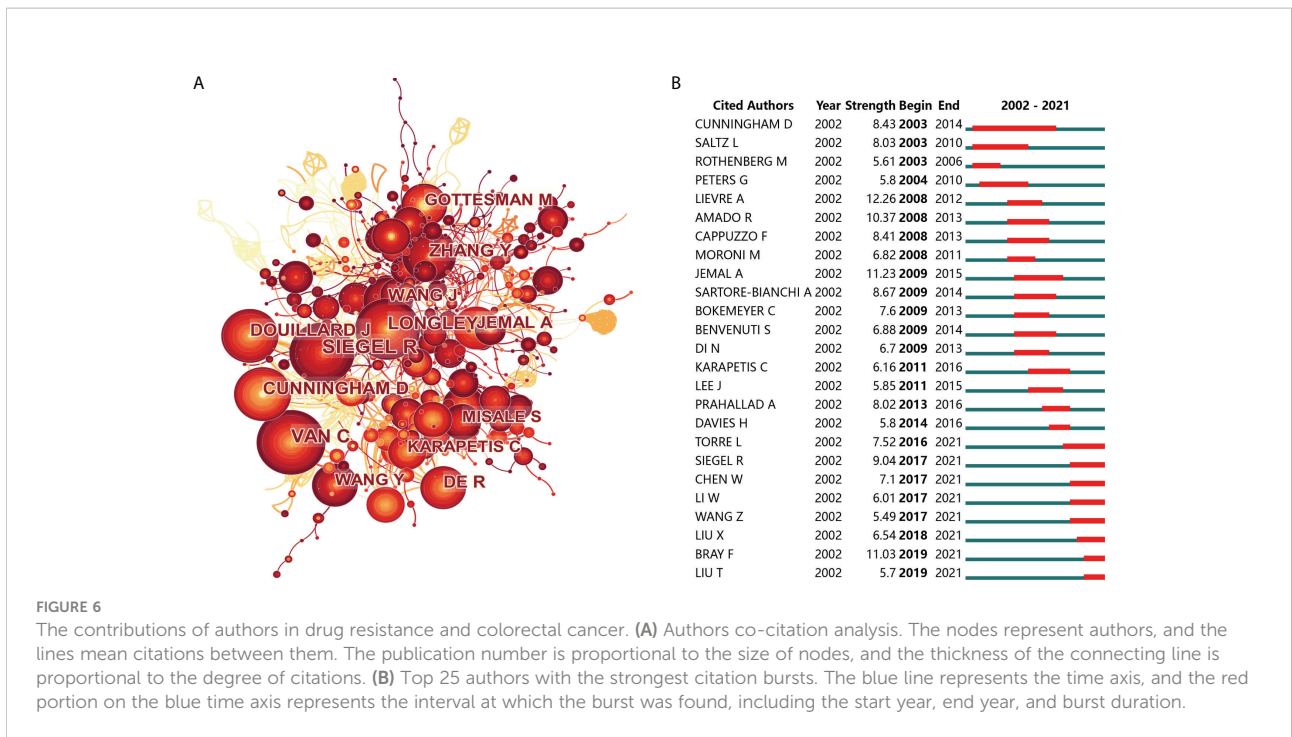 A
GOTTESMAN M
ZHANG Y
WANG J
LONGLEY
JEMAL A
DOUILLARD J
SIEGEL R
CUNNINGHAM D
MISALE S
VAN C
KARAPETIS C
WANG Y
DE R
B
Cited Authors Year Strength Begin End 2002 - 2021
CUNNINGHAM D 2002 8.43 2003 2014
SALTZ L 2002 8.03 2003 2010
ROTHENBERG M 2002 5.61 2003 2006
PETERS G 2002 5.8 2004 2010
LIEVRE A 2002 12.26 2008 2012
AMADO R 2002 10.37 2008 2013
CAPPUZZO F 2002 8.41 2008 2013
MORONI M 2002 6.82 2008 2011
JEMAL A 2002 11.23 2009 2015
SARTORE-BIANCHI A 2002 8.67 2009 2014
BOKEMEYER C 2002 7.6 2009 2013
BENVENUTI S 2002 6.88 2009 2014
DI N 2002 6.7 2009 2013
KARAPETIS C 2002 6.16 2011 2016
LEE J 2002 5.85 2011 2015
PRAHALLAD A 2002 8.02 2013 2016
DAVIES H 2002 5.8 2014 2016
TORRE L 2002 7.52 2016 2021
SIEGEL R 2002 9.04 2017 2021
CHEN W 2002 7.1 2017 2021
LI W 2002 6.01 2017 2021
WANG Z 2002 5.49 2017 2021
LIU X 2002 6.54 2018 2021
BRAY F 2002 11.03 2019 2021
LIU T 2002 5.7 2019 2021
FIGURE 6
The contributions of authors in drug resistance and colorectal cancer. (A) Authors co-citation analysis. The nodes represent authors, and the
lines mean citations between them. The publication number is proportional to the size of nodes, and the thickness of the connecting line is
proportional to the degree of citations. (B) Top 25 authors with the strongest citation bursts. The blue line represents the time axis, and the red
portion on the blue time axis represents the interval at which the burst was found, including the start year, end year, and burst duration.